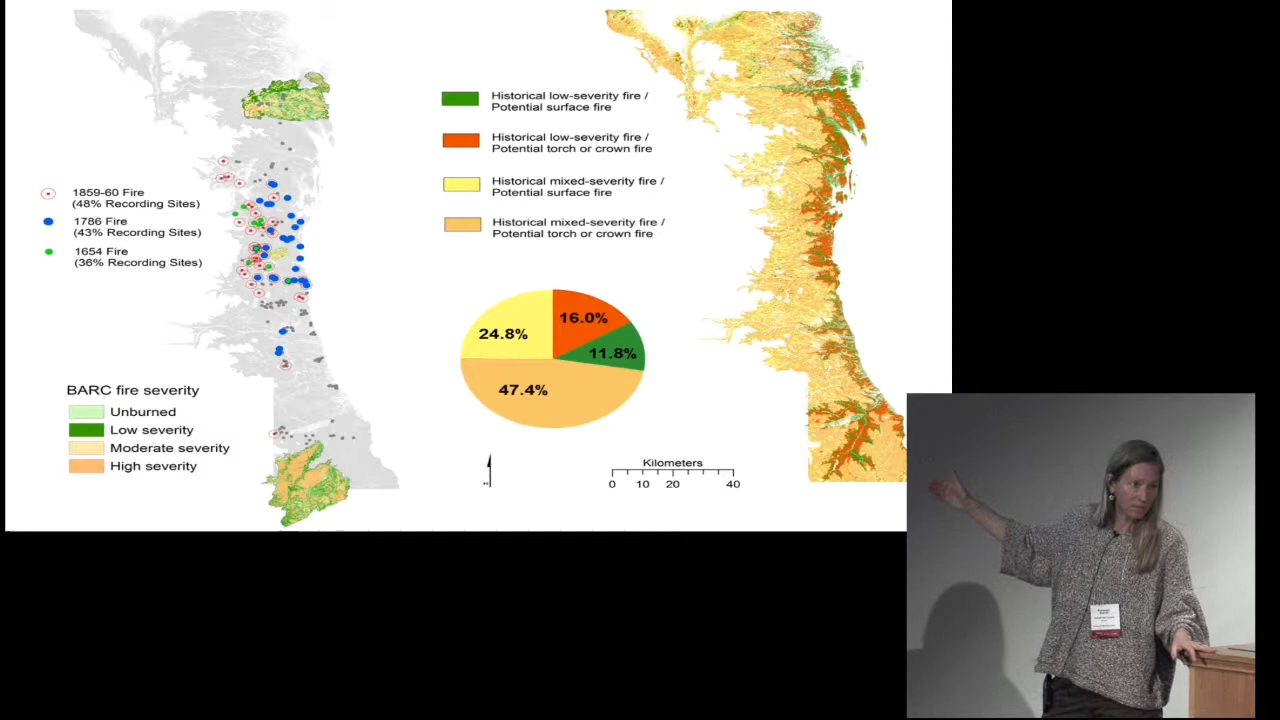 1859-60 Fire
(48% Recording Sites)
1786 Fire
(43% Recording Sites)
1654 Fire
(36% Recording Sites)
BARC fire severity
Unburned
Low severity
Moderate severity
High severity
Historical low-severity fire /
Potential surface fire
Historical low-severity fire /
Potential torch or crown fire
Historical mixed-severity fire /
Potential surface fire
Historical mixed-severity fire /
Potential torch or crown fire
16.0%
24.8%
11.8%
47.4%
N
Kilometers
0 10 20 40